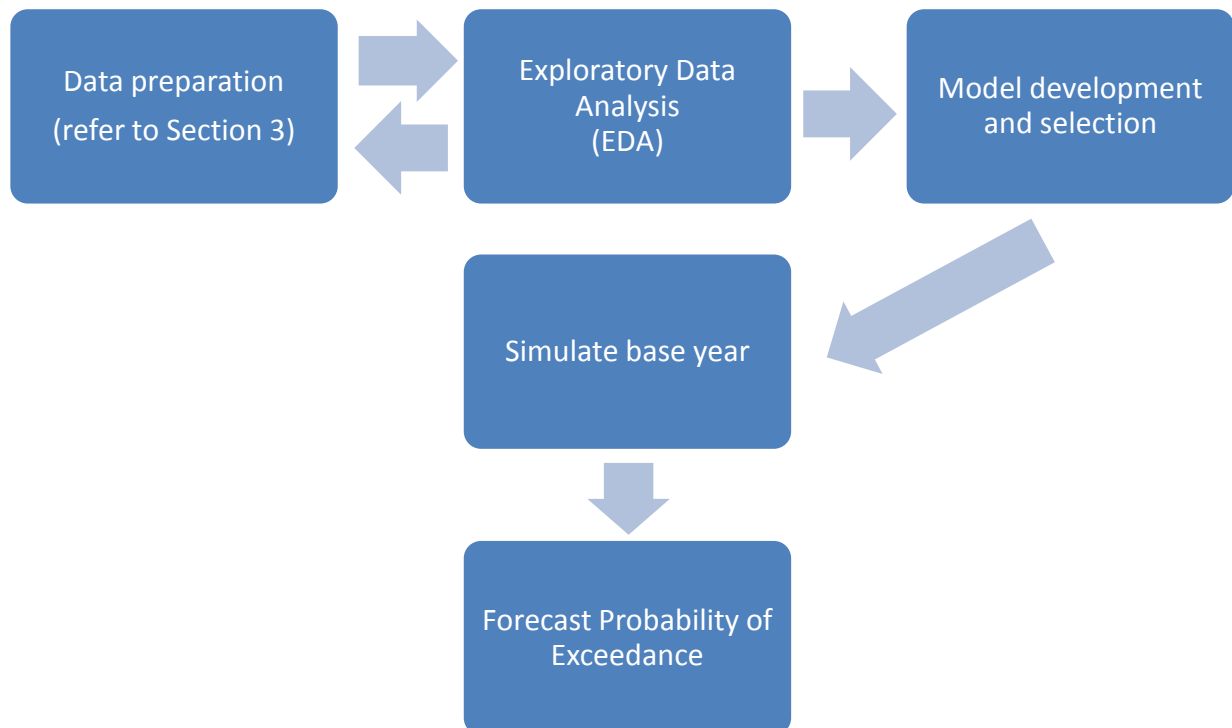 Data preparation
(refer to Section 3)
Exploratory Data
Analysis
(EDA)
Model development
and selection
Simulate base year
Forecast Probability of
Exceedance